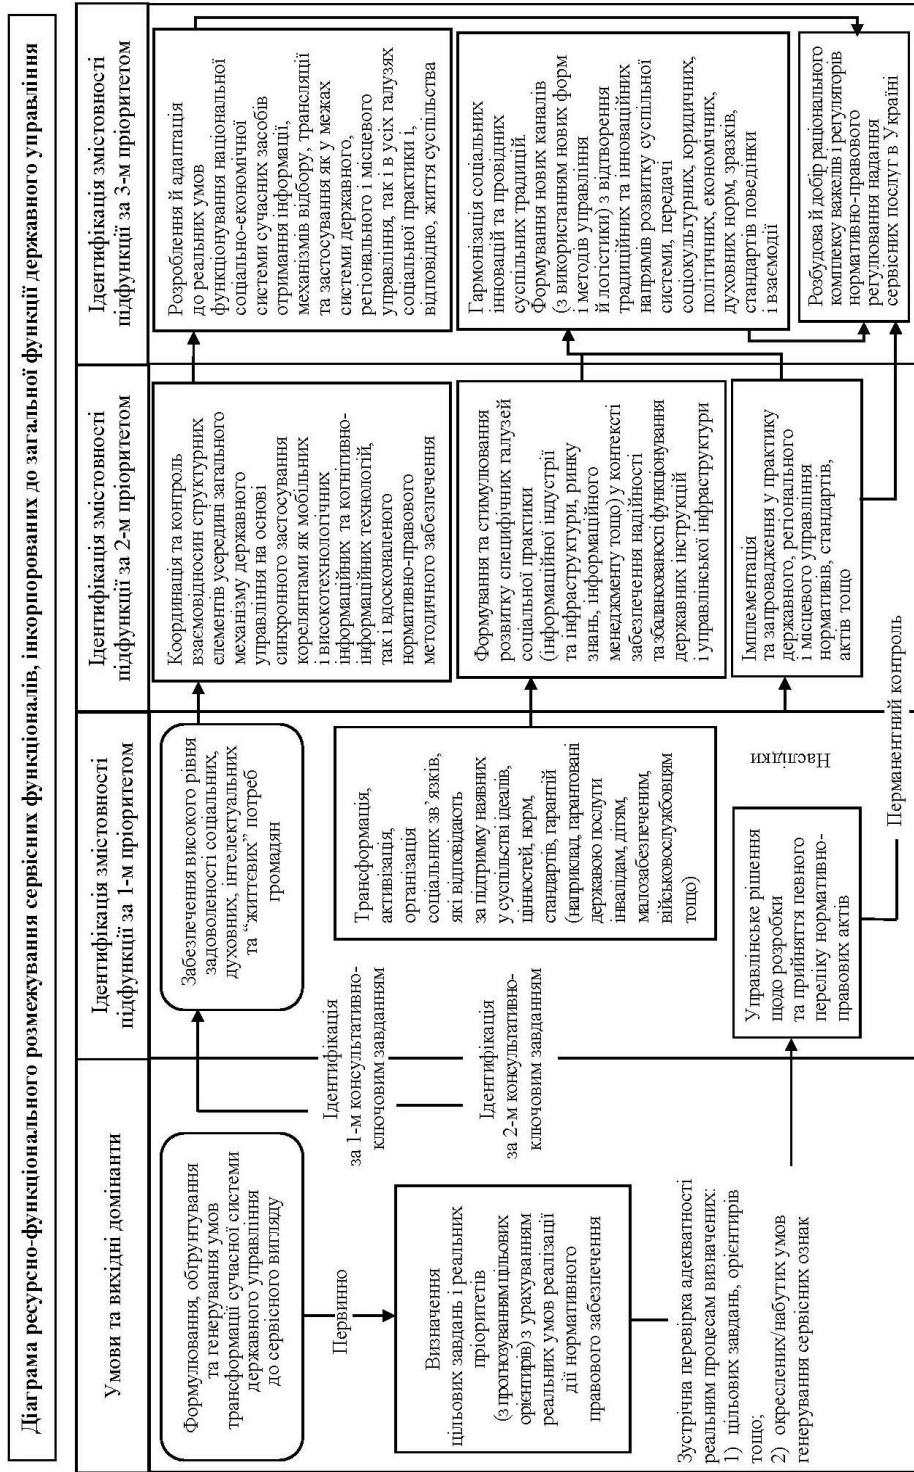 Діаграма ресурсно-функціонального розмежування сервісних функціоналів, інкорпорованих до загальної функції державного управління
Умови та вихідні домінанти
Ідентифікація змістовності
підфункції за 1-м пріоритетом
Ідентифікація змістовності
підфункції за 2-м пріоритетом
Ідентифікація змістовності
підфункції за 3-м пріоритетом
Формулювання, обґрунтування
та генерування умов
трансформації сучасної системи
державного управління
до сервісного вигляду
Первинно
Визначення
цільових завдань і реальних
пріоритетів
(з прогнозуванням цільових
орієнтирів) з урахуванням
реальних умов реалізації
дії нормативного
правового забезпечення
Зустрічна перевірка адекватності
реальним процесам визначених:
1) цільових завдань, орієнтирів
тощо;
2) окреслених/набутих умов
генерування сервісних ознак
Ідентифікація
за 1-м консультативно-
ключовим завданням
Ідентифікація
за 2-м консультативно-
ключовим завданням
Забезпечення високого рівня
задоволеності соціальних,
духовних, інтелектуальних
та “життєвих” потреб
громадян
Трансформація,
активізація,
організація
соціальних зв’язків,
які відповідають
за підтримку наявних
у суспільстві ідеалів,
цінностей, норм,
стандартів, гарантій
(наприклад, гарантовані
державою послуги
інвалідам, дітям,
малозабезпеченим,
військовослужбовцям
тощо)
Управлінське рішення
щодо розробки
та прийняття певного
переліку нормативно-
правових актів
Наслідки
Перманентний контроль
Координація та контроль
взаємовідносин структурних
елементів усередині загального
механізму державного
управління на основі
синхронного застосування
корелянтами як мобільних
і високотехнологічних
інформаційних та когнітивно-
інформаційних технологій,
так і вдосконаленого
нормативно-правового
методичного забезпечення
Формування та стимулювання
розвитку специфічних галузей
соціальної практики
(інформаційної індустрії
та інфраструктури, ринку
знань, інформаційного
менеджменту тощо) у контексті
забезпечення надійності
та збалансованості функціонування
державних інструкцій
і управлінської інфраструктури
Імплементація
та запровадження у практику
державного, регіонального
і місцевого управління
нормативів, стандартів,
актів тощо
Розроблення й адаптація
до реальних умов
функціонування національної
соціально-економічної
системи сучасних засобів
отримання інформації,
механізмів відбору, трансляції
та застосування як у межах
системи державного,
регіонального і місцевого
управління, так і в усіх галузях
соціальної практики і,
відповідно, життя суспільства
Гармонізація соціальних
інновацій та провідних
суспільних традицій.
Формування нових каналів
(з використанням нових форм
і методів управління
й логістики) з відтворення
традиційних та інноваційних
напрямів розвитку суспільної
системи, передачі
соціокультурних, юридичних,
політичних, економічних,
духовних норм, зразків,
стандартів поведінки
і взаємодії
Розбудова й добір раціонального
комплексу важелів і регуляторів
нормативно-правового
регулювання надання
сервісних послуг в Україні